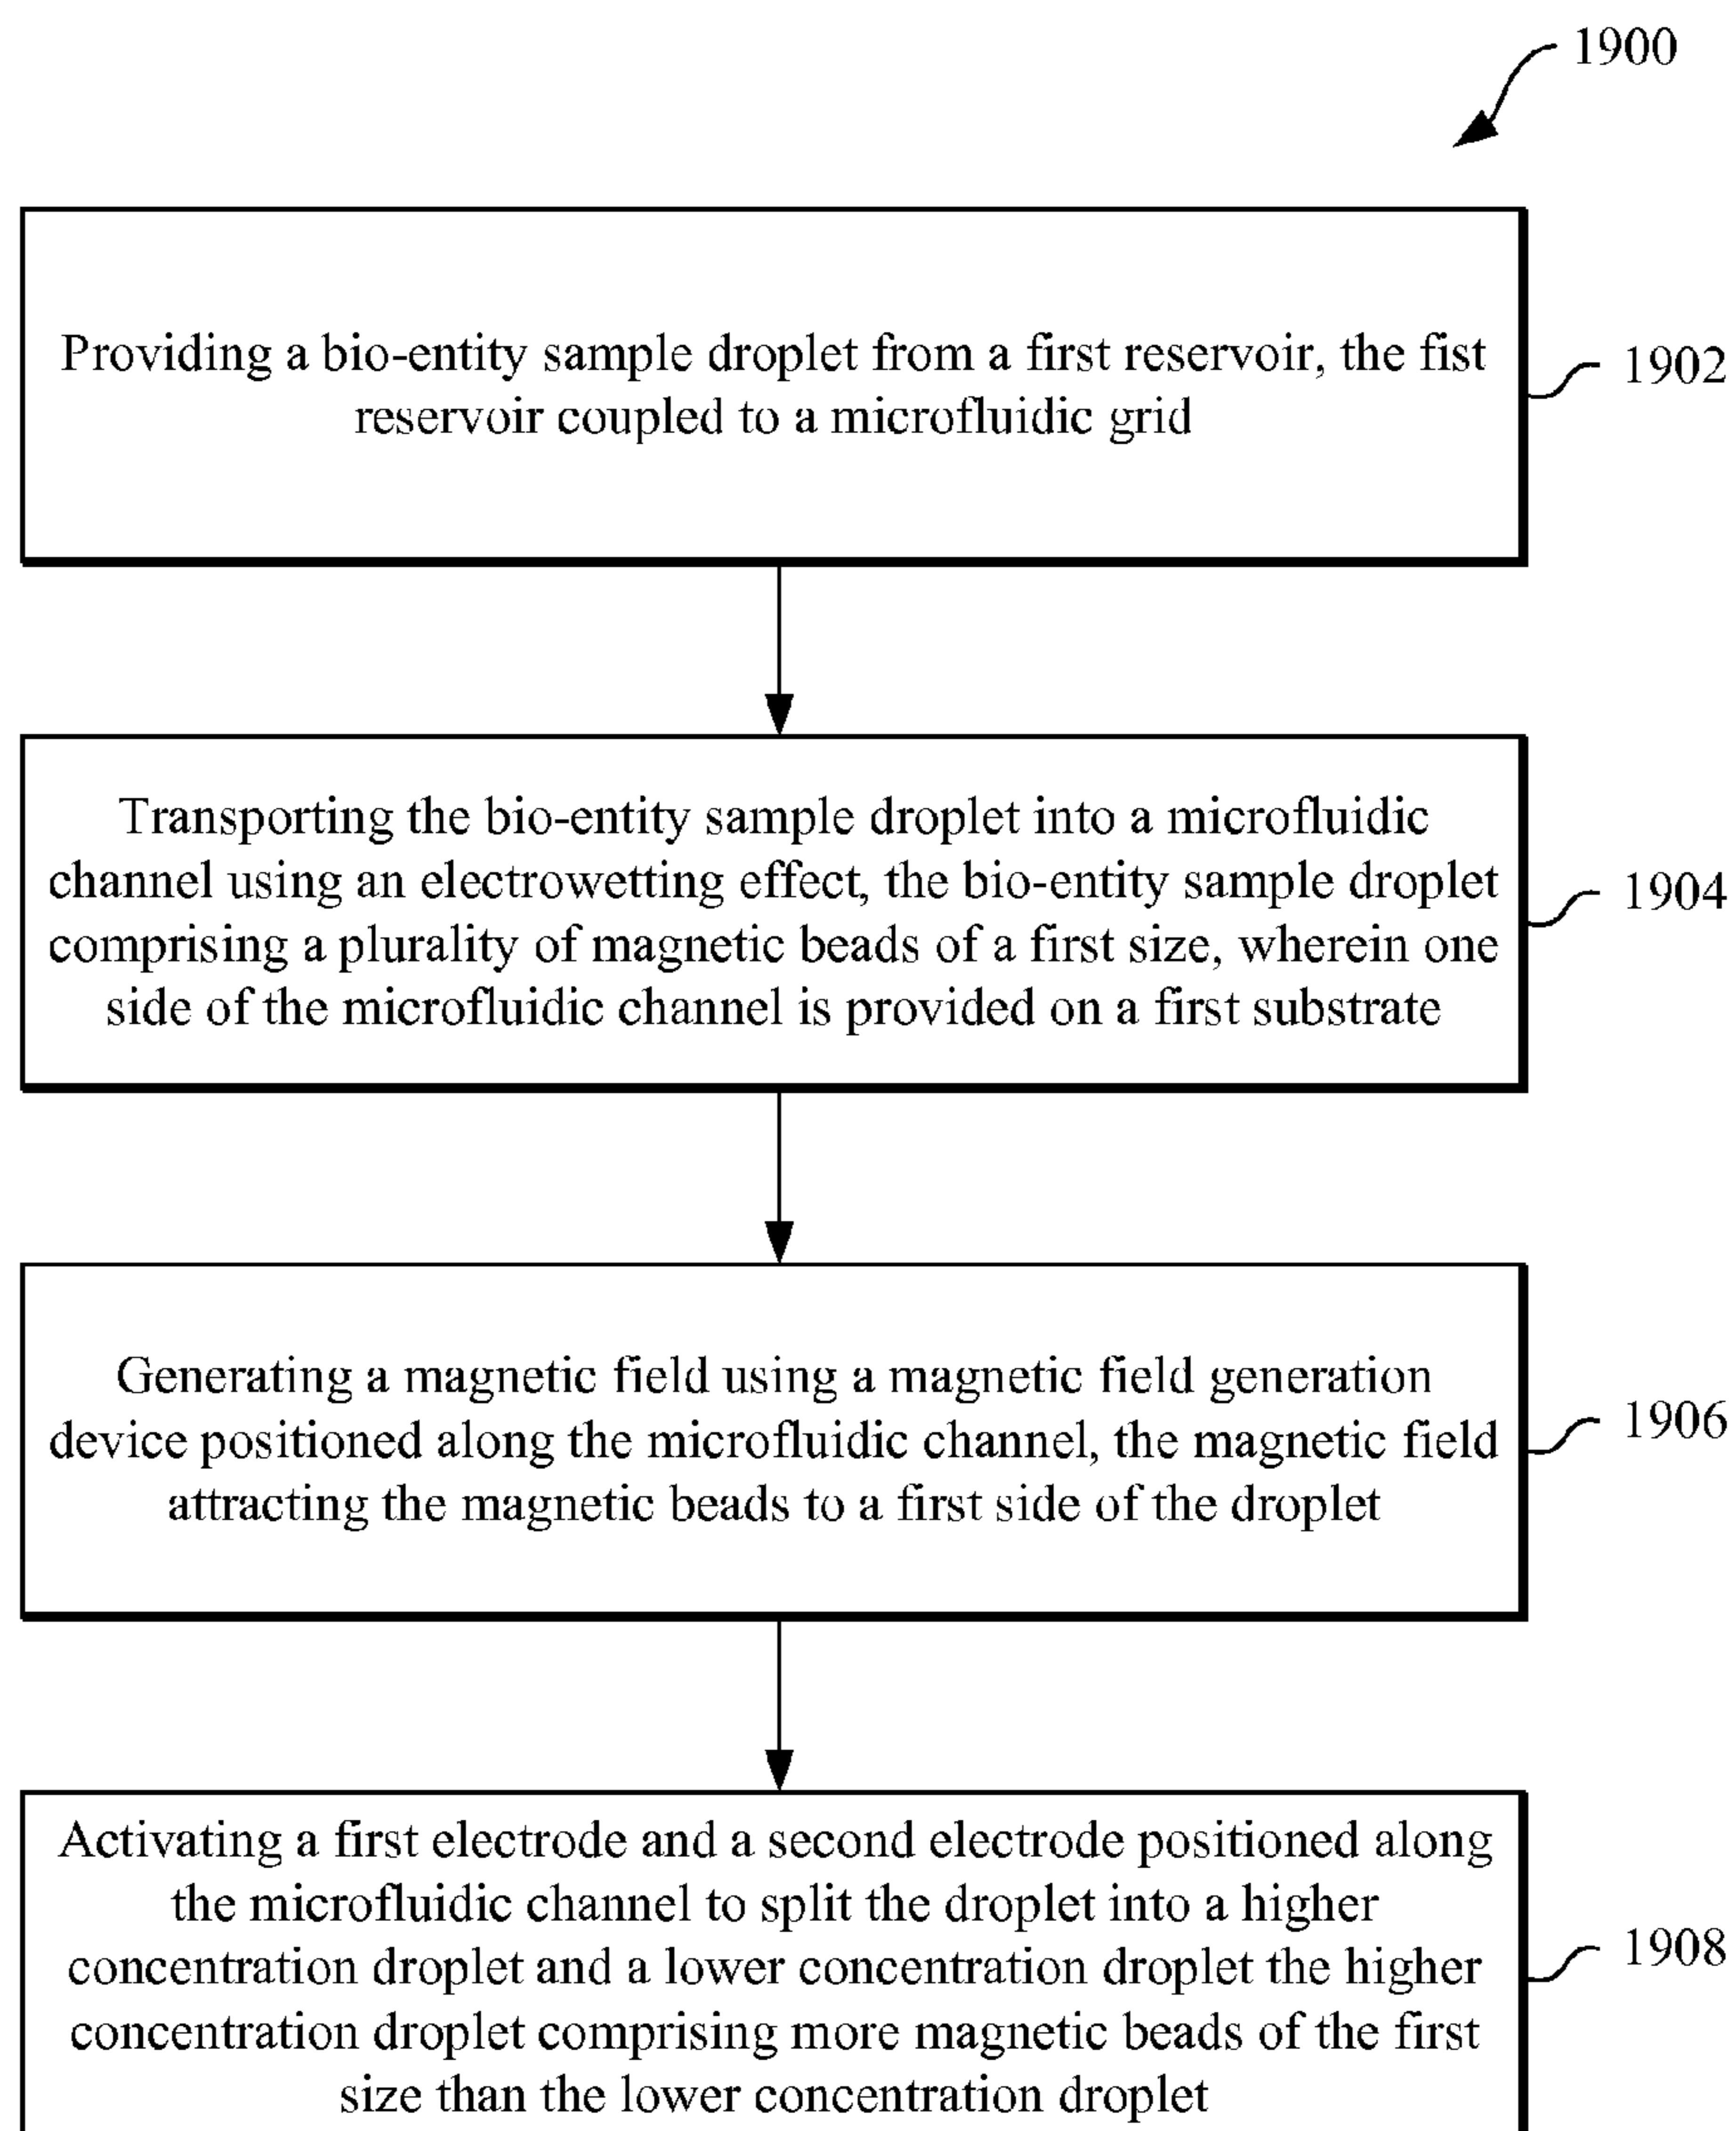 1900
Providing a bio-entity sample droplet from a first reservoir, the fist
reservoir coupled to a microfluidic grid
1902
Transporting the bio-entity sample droplet into a microfluidic
channel using an electrowetting effect, the bio-entity sample droplet
comprising a plurality of magnetic beads of a first size, wherein one
side of the microfluidic channel is provided on a first substrate
1904
Generating a magnetic field using a magnetic field generation
device positioned along the microfluidic channel, the magnetic field
attracting the magnetic beads to a first side of the droplet
1906
Activating a first electrode and a second electrode positioned along
the microfluidic channel to split the droplet into a higher
concentration droplet and a lower concentration droplet the higher
concentration droplet comprising more magnetic beads of the first
size than the lower concentration droplet
1908